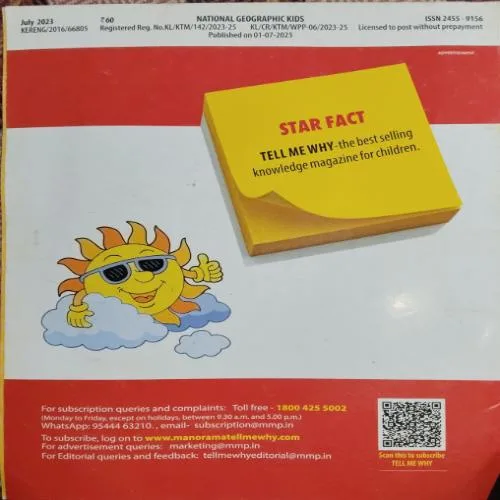 July 2023 ₹60 NATIONAL GEOGRAPHIC KIDS ISSN 2455 - 9156
KERENG/2016/66805 Registered Reg. No.KL/KTM/142/2023-25 KL/CR/KTM/WPP-06/2023-25 Licensed to post without prepayment
Published on 01-07-2023
ADVERTISEMENT
STAR FACT
TELL ME WHY-the best selling
knowledge magazine for children.
For subscription queries and complaints: Toll free - 1800 425 5002
(Monday to Friday, except on holidays, between 9.30 a.m. and 5.00 p.m.)
WhatsApp: 95444 63210. , email- subscription@mmp.in
To subscribe, log on to www.manoramatellmewhy.com
For advertisement queries: marketing@mmp.in
For Editorial queries and feedback: tellmewhyeditorial@mmp.in
Scan this to subscribe
TELL ME WHY